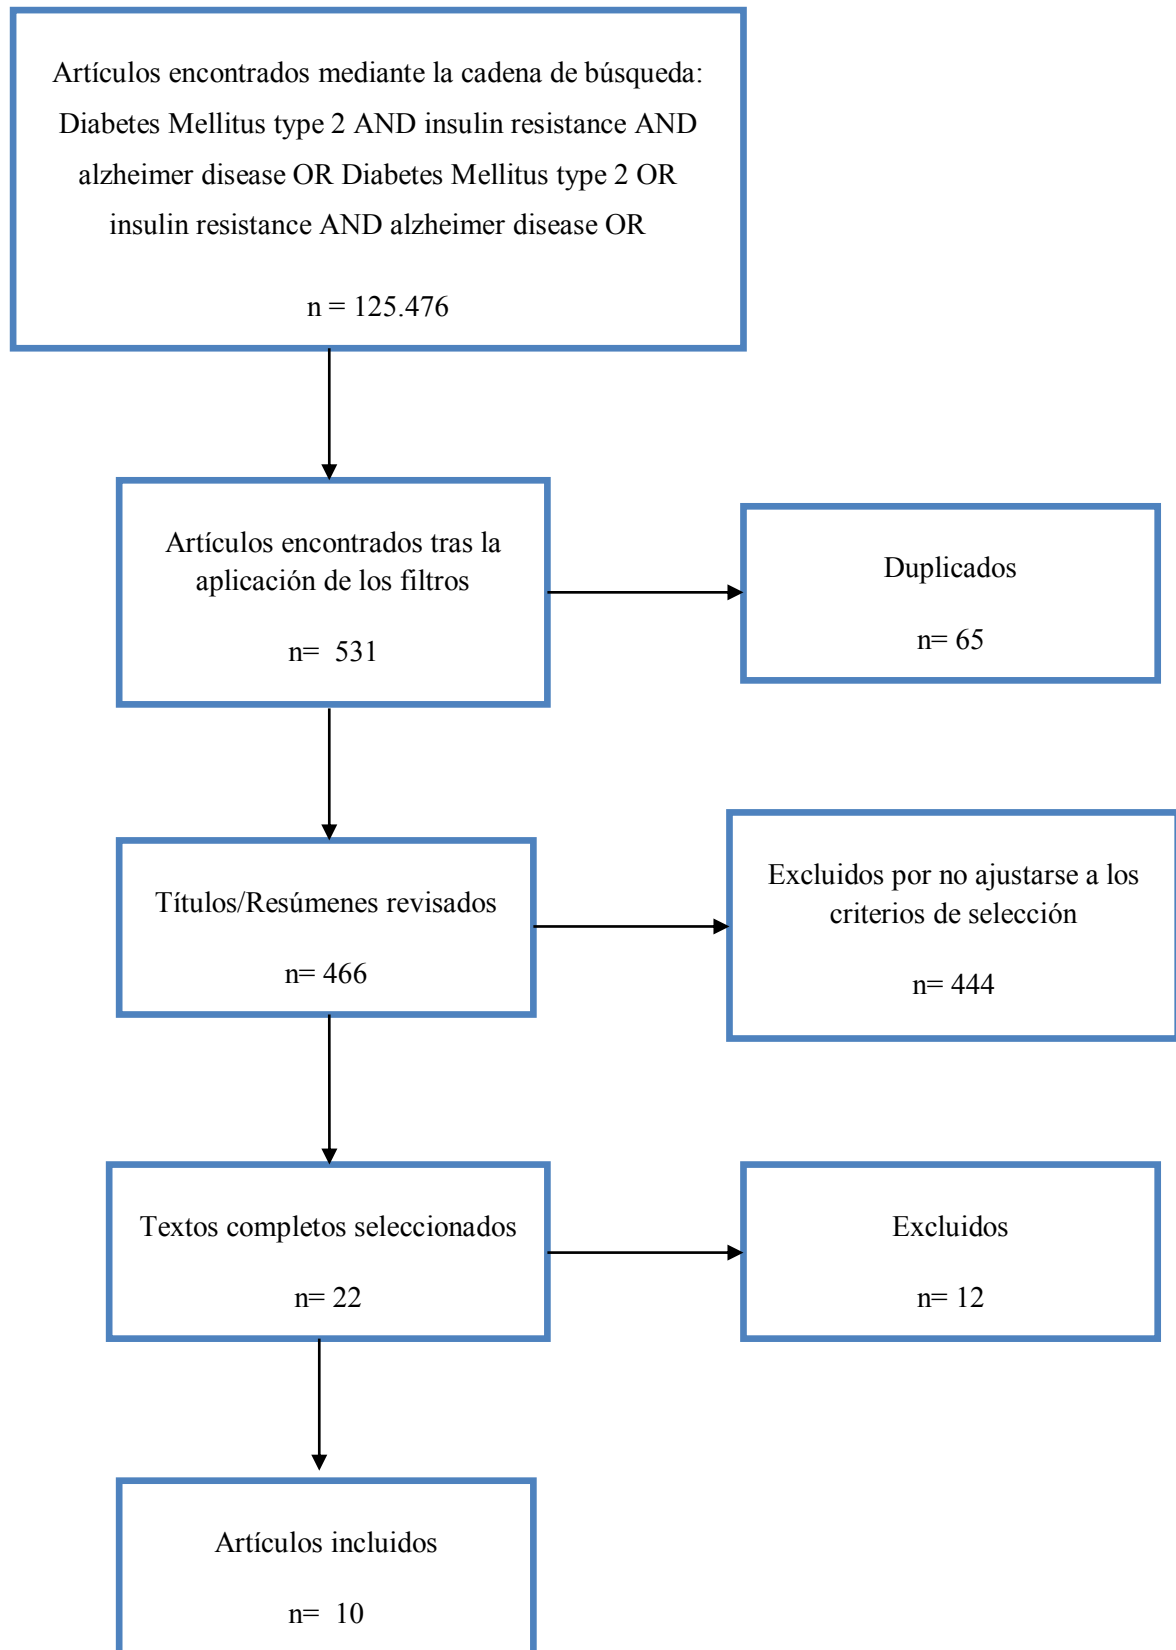 Artículos encontrados mediante la cadena de búsqueda:
Diabetes Mellitus type 2 AND insulin resistance AND
alzheimer disease OR Diabetes Mellitus type 2 OR
insulin resistance AND alzheimer disease OR
n = 125.476
Artículos encontrados tras la
aplicación de los filtros
n= 531
Duplicados
n= 65
Títulos/Resúmenes revisados
n= 466
Excluidos por no ajustarse a los
criterios de selección
n= 444
Textos completos seleccionados
n= 22
Excluidos
n= 12
Artículos incluidos
n= 10